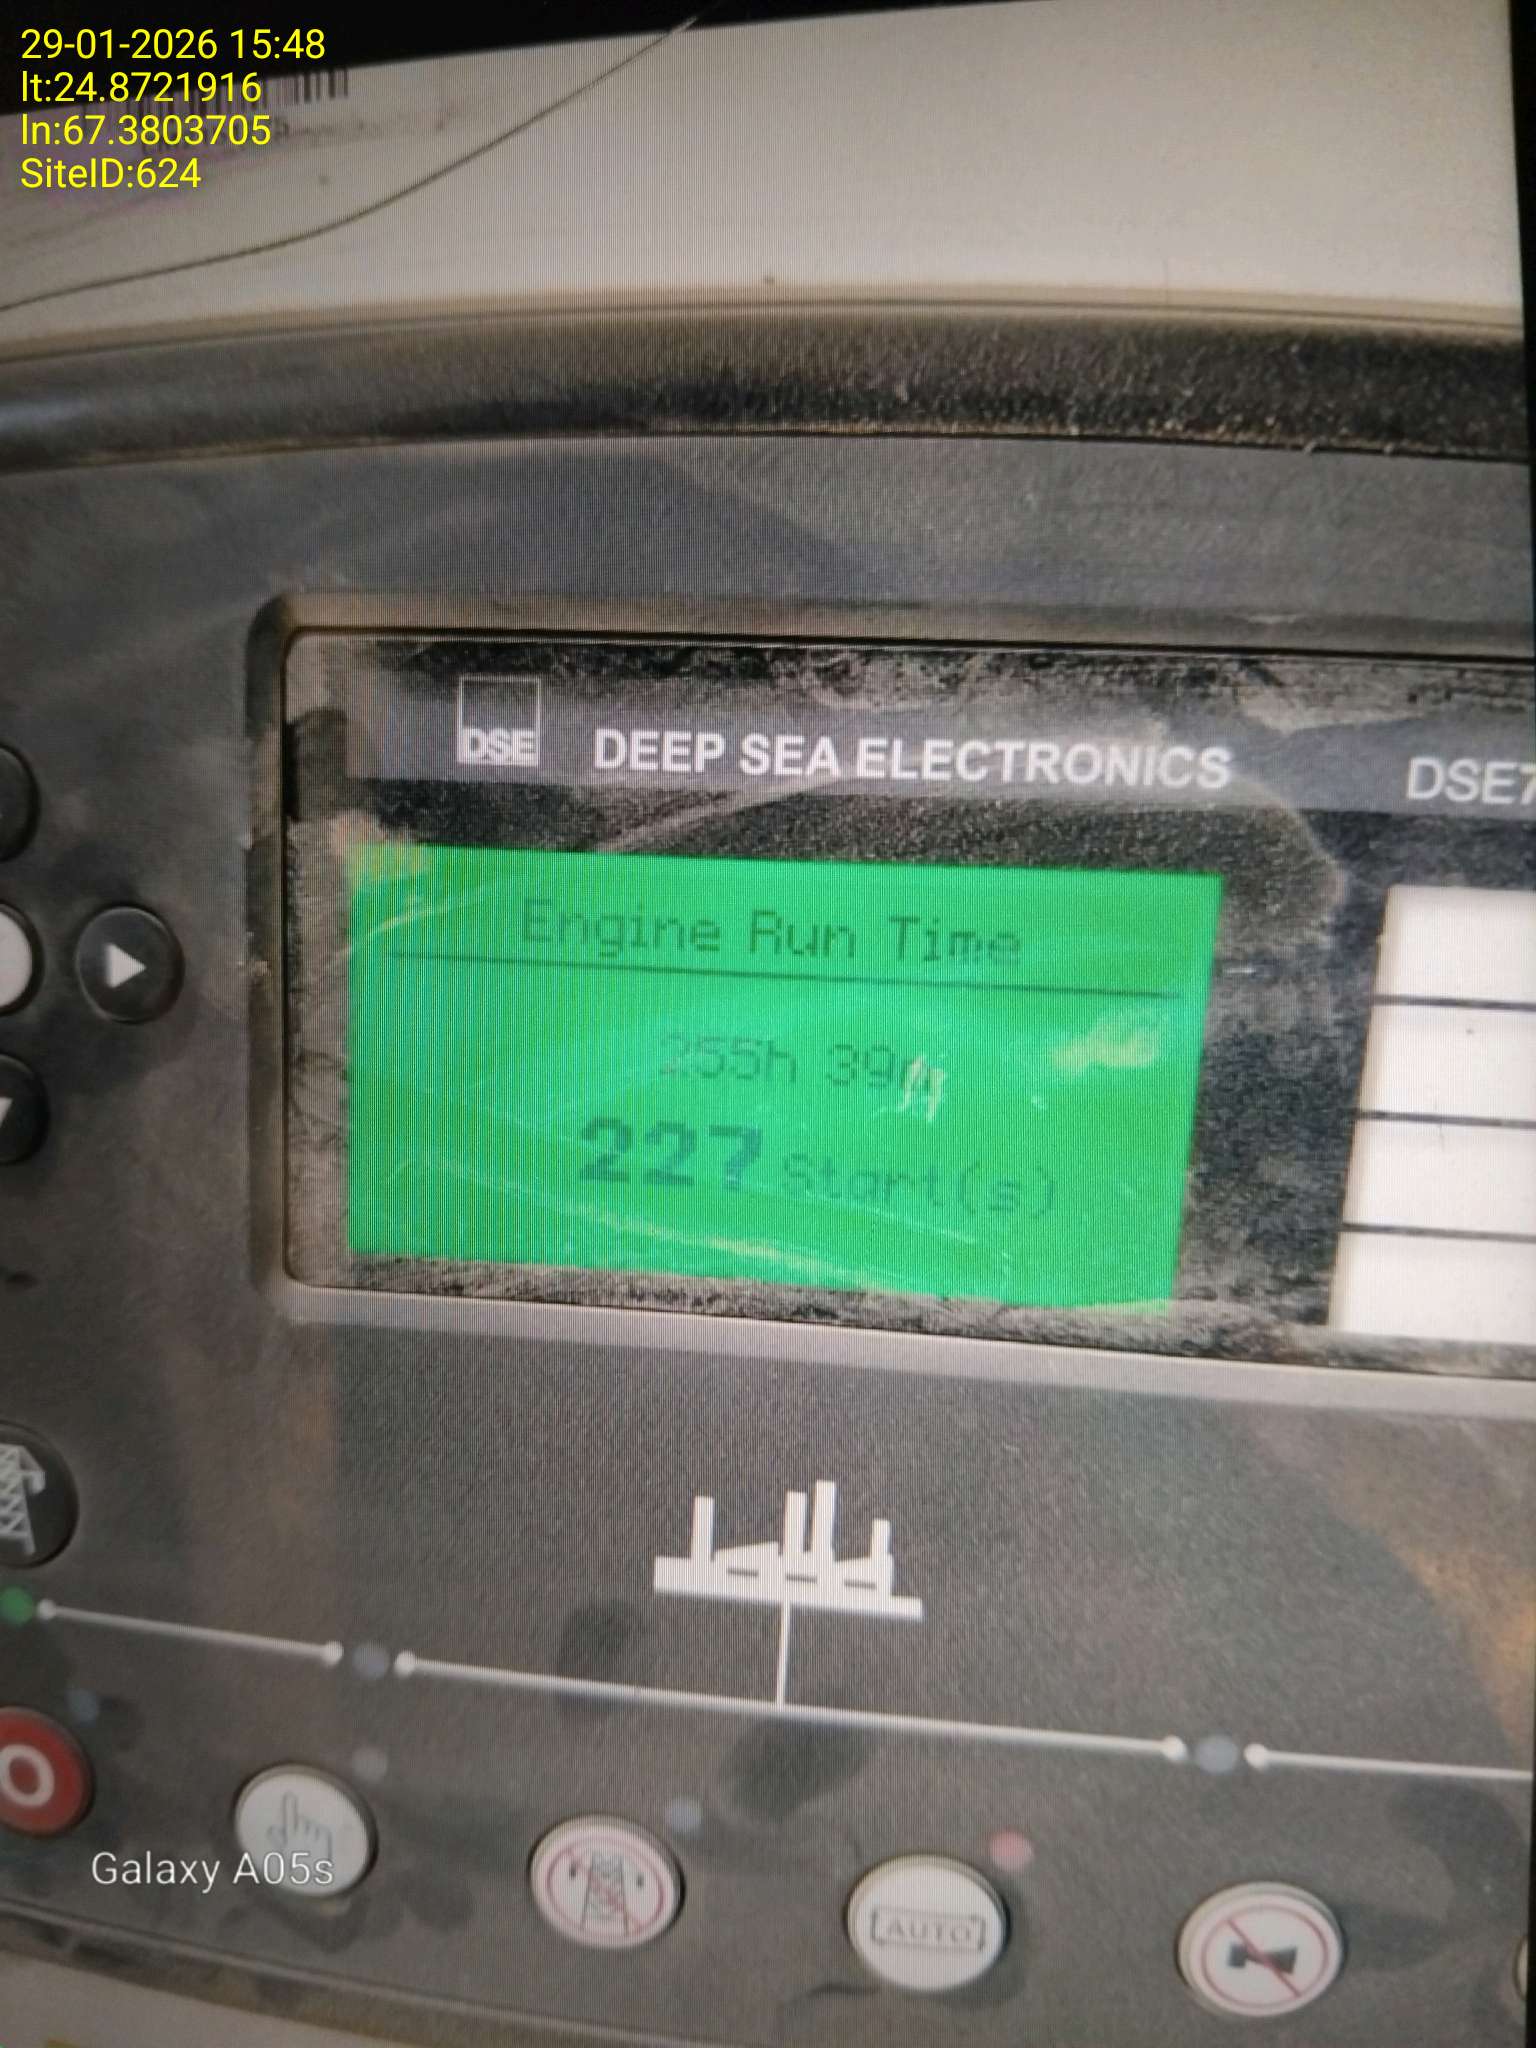 29-01-2026 15:48
lt:24.8721916
ln:67.3803705
SiteID:624
DSE DEEP SEA ELECTRONICS DSE7
Engine Run Time
255h 39m
227 Start(s)
AUTO
Galaxy A05s